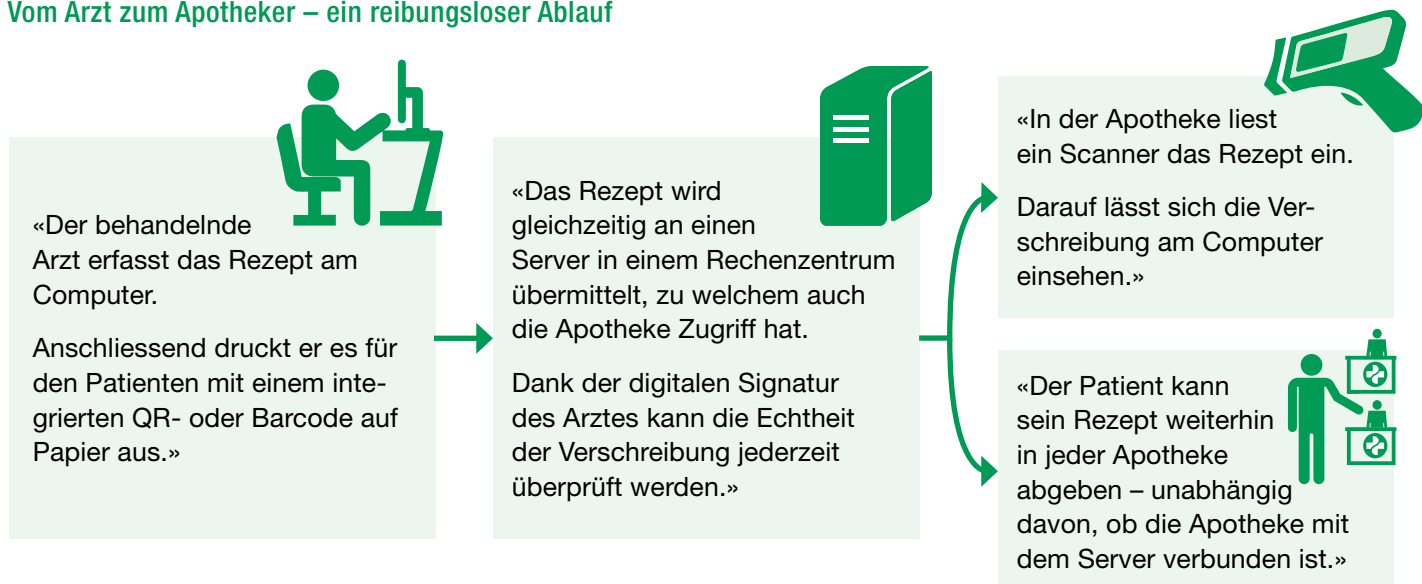 Vom Arzt zum Apotheker – ein reibungsloser Ablauf
«Der behandelnde
Arzt erfasst das Rezept am
Computer.
Anschliessend druckt er es für
den Patienten mit einem inte-
grierten QR- oder Barcode auf
Papier aus.»
«Das Rezept wird
gleichzeitig an einen
Server in einem Rechenzentrum
übermittelt, zu welchem auch
die Apotheke Zugriff hat.
Dank der digitalen Signatur
des Arztes kann die Echtheit
der Verschreibung jederzeit
überprüft werden.»
«In der Apotheke liest
ein Scanner das Rezept ein.
Darauf lässt sich die Ver-
schreibung am Computer
einsehen.»
«Der Patient kann
sein Rezept weiterhin
in jeder Apotheke
abgeben – unabhängig
davon, ob die Apotheke mit
dem Server verbunden ist.»